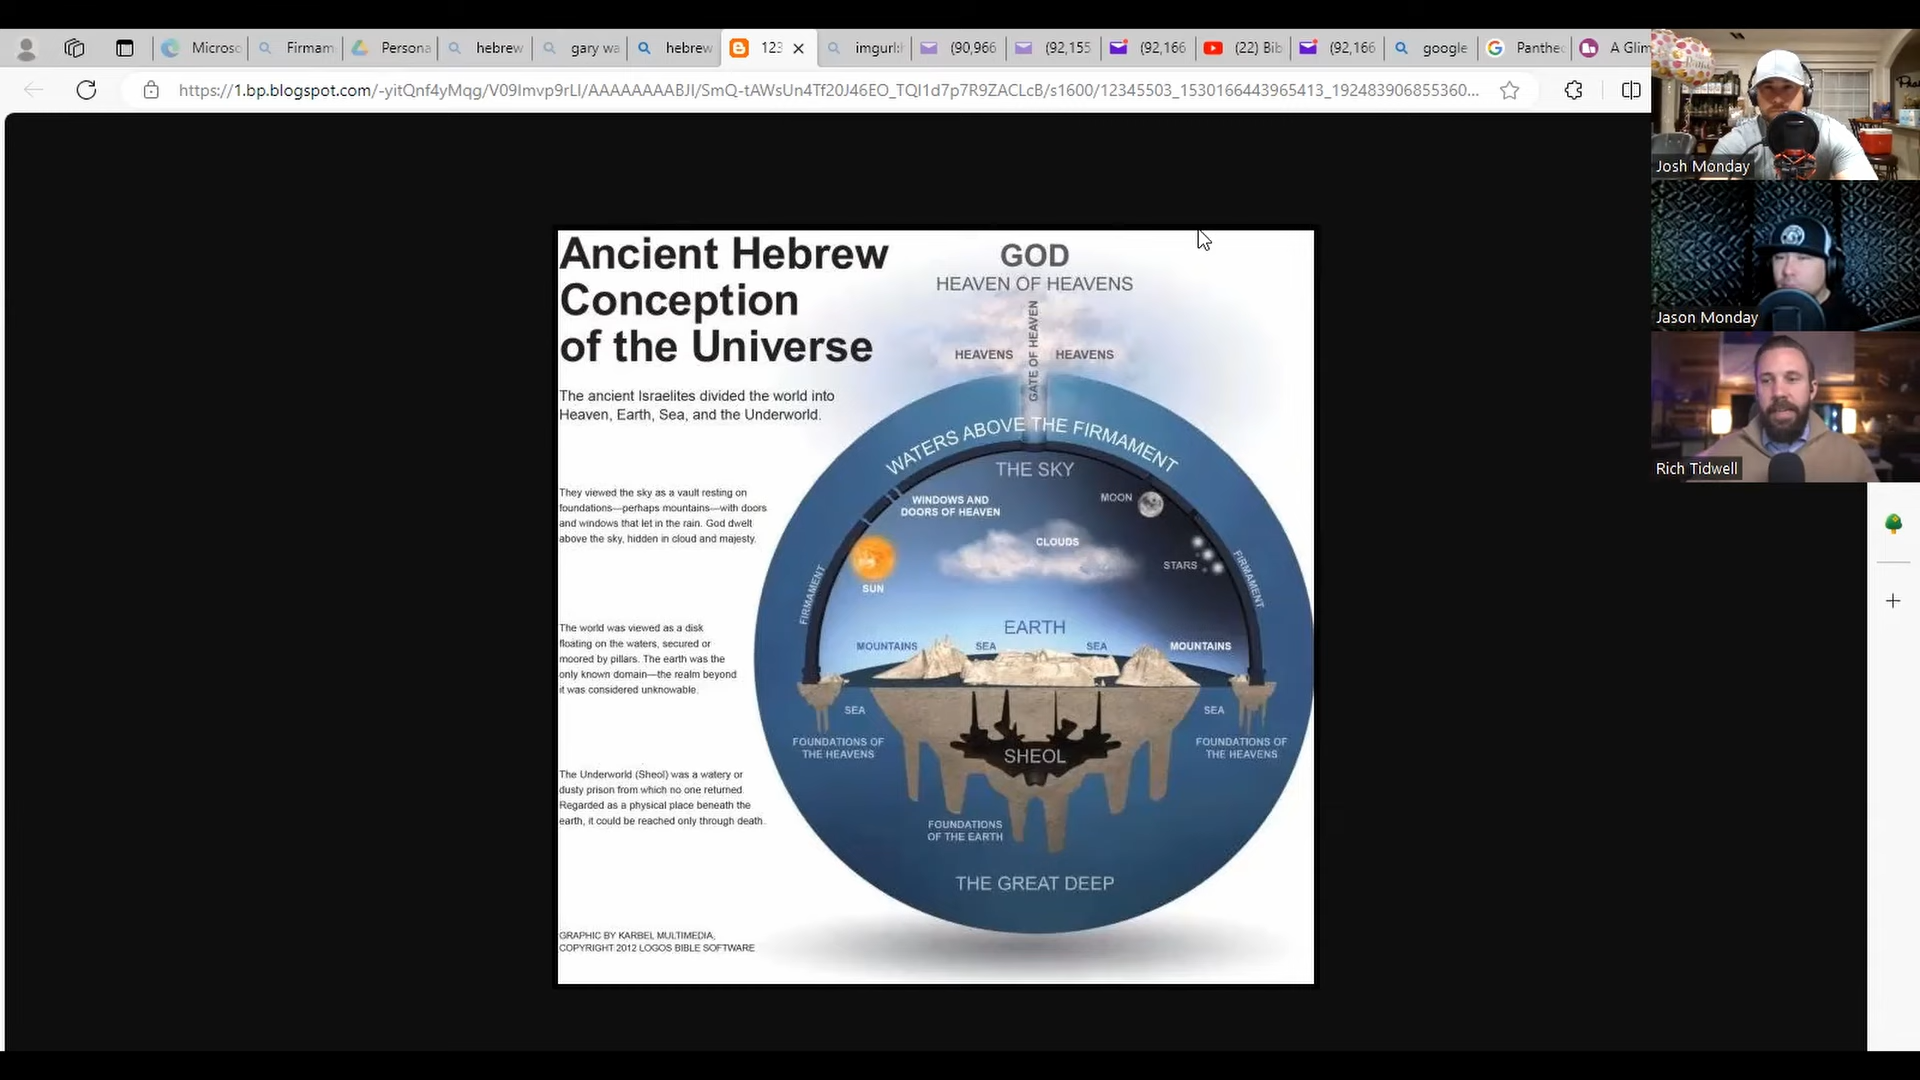 Microso
Firmam
Persona
hebrew
gary wa
hebrew
123
imgurl:
(90,966
(92,155
(92,166
(22) Bib
(92,166
google
Panthe
A Glim
https://1.bp.blogspot.com/-yitQnf4yMqg/V09Imvp9rLI/AAAAAAAABJI/SmQ-tAWsUn4Tf20J46EO_TQI1d7p7R9ZACLcB/s1600/12345503_1530166443965413_192483906855360...
Josh Monday
Jason Monday
Rich Tidwell
Ancient Hebrew
Conception
of the Universe
The ancient Israelites divided the world into
Heaven, Earth, Sea, and the Underworld.
They viewed the sky as a vault resting on
foundations—perhaps mountains—with doors
and windows that let in the rain. God dwelt
above the sky, hidden in cloud and majesty.
The world was viewed as a disk
floating on the waters, secured or
moored by pillars. The earth was the
only known domain—the realm beyond
it was considered unknowable.
The Underworld (Sheol) was a watery or
dusty prison from which no one returned.
Regarded as a physical place beneath the
earth, it could be reached only through death.
GRAPHIC BY KARBEL MULTIMEDIA,
COPYRIGHT 2012 LOGOS BIBLE SOFTWARE
GOD
HEAVEN OF HEAVENS
GATE OF HEAVEN
HEAVENS
HEAVENS
WATERS ABOVE THE FIRMAMENT
THE SKY
WINDOWS AND
DOORS OF HEAVEN
MOON
CLOUDS
STARS
SUN
FIRMAMENT
FIRMAMENT
EARTH
MOUNTAINS
SEA
SEA
MOUNTAINS
SEA
SEA
FOUNDATIONS OF
THE HEAVENS
FOUNDATIONS OF
THE HEAVENS
SHEOL
FOUNDATIONS
OF THE EARTH
THE GREAT DEEP